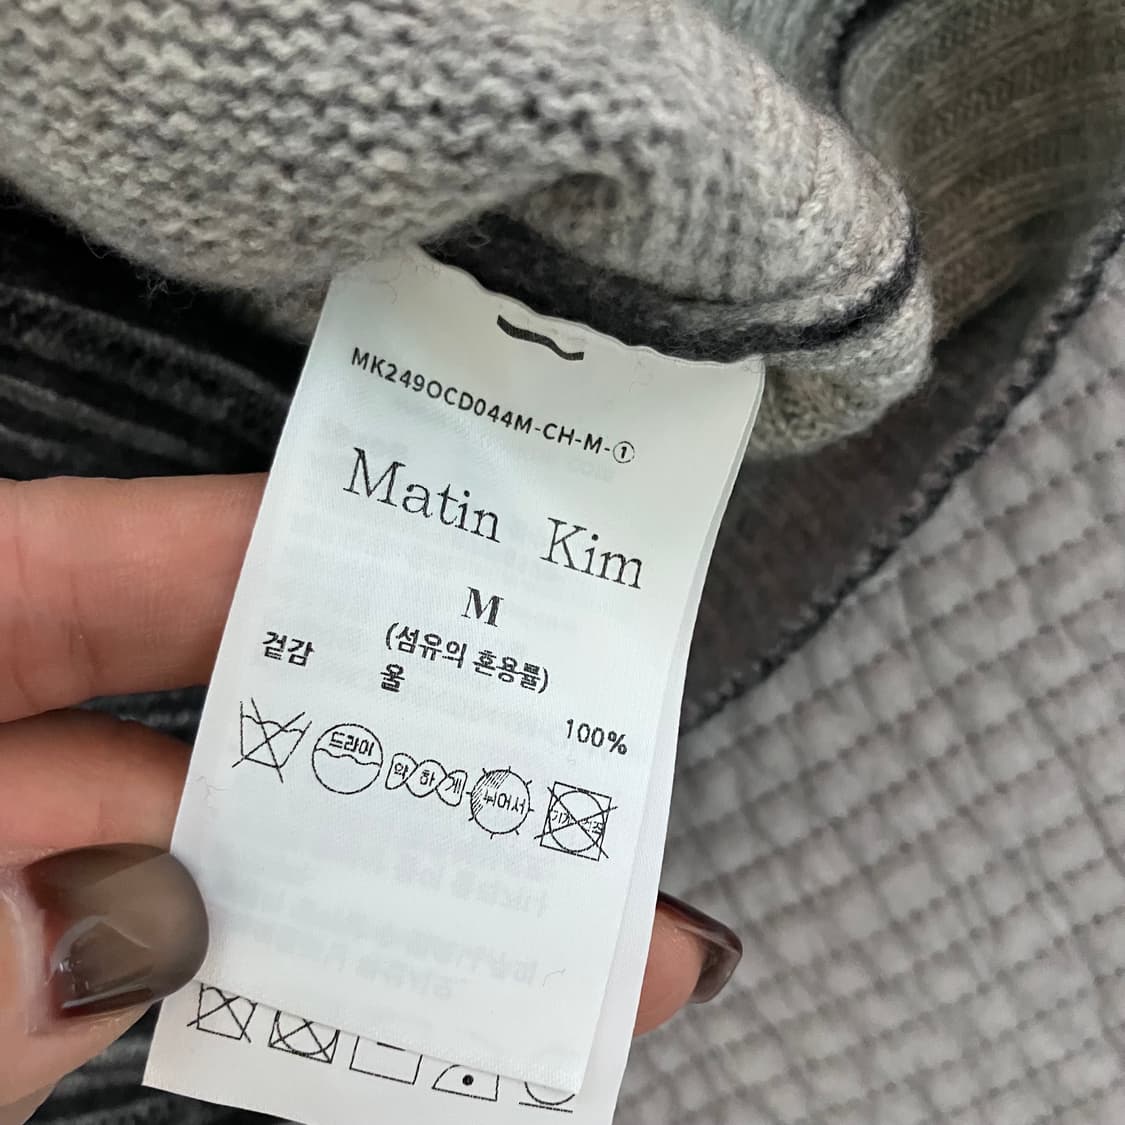 MK249OCD044M-CH-M-①
Matin Kim
M
(섬유의 혼용률)
겉감 울 100%
드라이 약하게 뉘어서